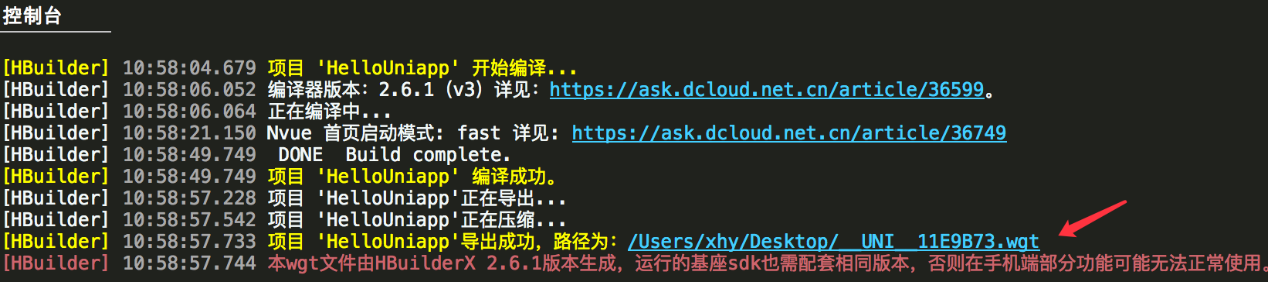 控制台
[HBuilder] 10:58:04.679 项目 'HelloUniapp' 开始编译...
[HBuilder] 10:58:06.052 编译器版本：2.6.1（v3）详见：https://ask.dcloud.net.cn/article/36599。
[HBuilder] 10:58:06.064 正在编译中...
[HBuilder] 10:58:21.150 Nvue 首页启动模式: fast 详见: https://ask.dcloud.net.cn/article/36749
[HBuilder] 10:58:49.749  DONE  Build complete.
[HBuilder] 10:58:49.749 项目 'HelloUniapp' 编译成功。
[HBuilder] 10:58:57.228 项目 'HelloUniapp'正在导出...
[HBuilder] 10:58:57.542 项目 'HelloUniapp'正在压缩...
[HBuilder] 10:58:57.733 项目 'HelloUniapp'导出成功，路径为：/Users/xhy/Desktop/__UNI__11E9B73.wgt
[HBuilder] 10:58:57.744 本wgt文件由HBuilderX 2.6.1版本生成，运行的基座sdk也需配套相同版本，否则在手机端部分功能可能无法正常使用。